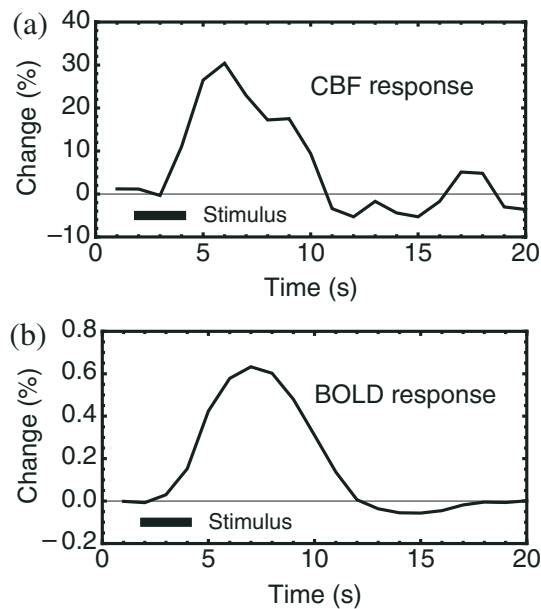 (a)
40
30
20
10
0
−10
Change (%)
CBF response
Stimulus
0
5
10
15
20
Time (s)
(b)
0.8
0.6
0.4
0.2
0.0
−0.2
Change (%)
BOLD response
Stimulus
0
5
10
15
20
Time (s)